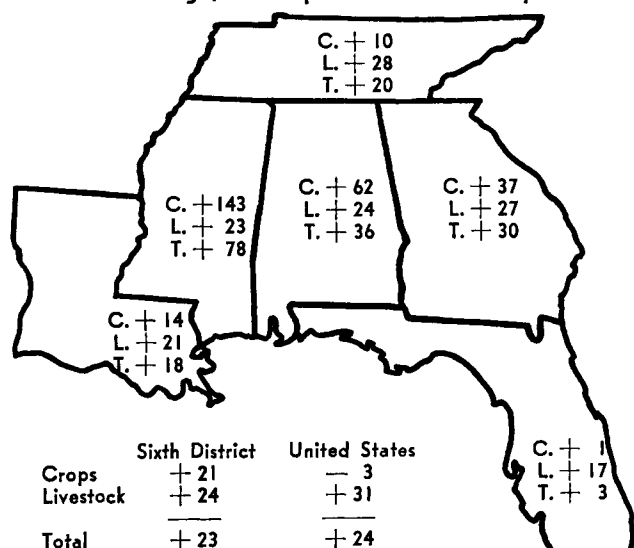 C. + 10
L. + 28
T. + 20
C. +143
L. + 23
T. + 78
C. + 62
L. + 24
T. + 36
C. + 37
L. + 27
T. + 30
C. + 14
L. + 21
T. + 18
C. + 1
L. + 17
T. + 3
Sixth District United States
Crops + 21 — 3
Livestock + 24 + 31
Total + 23 + 24